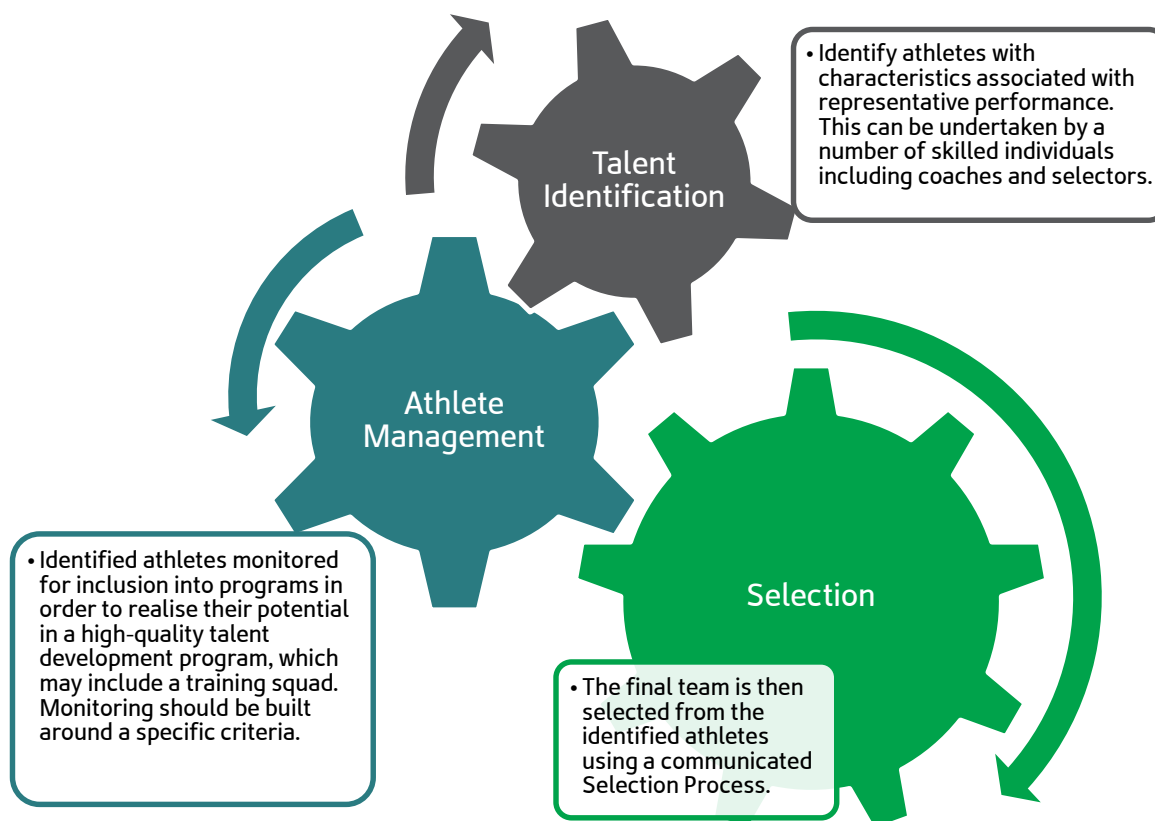 Talent
Identification
• Identify athletes with
characteristics associated with
representative performance.
This can be undertaken by a
number of skilled individuals
including coaches and selectors.
Athlete
Management
• Identified athletes monitored
for inclusion into programs in
order to realise their potential
in a high-quality talent
development program, which
may include a training squad.
Monitoring should be built
around a specific criteria.
Selection
• The final team is then
selected from the
identified athletes
using a communicated
Selection Process.